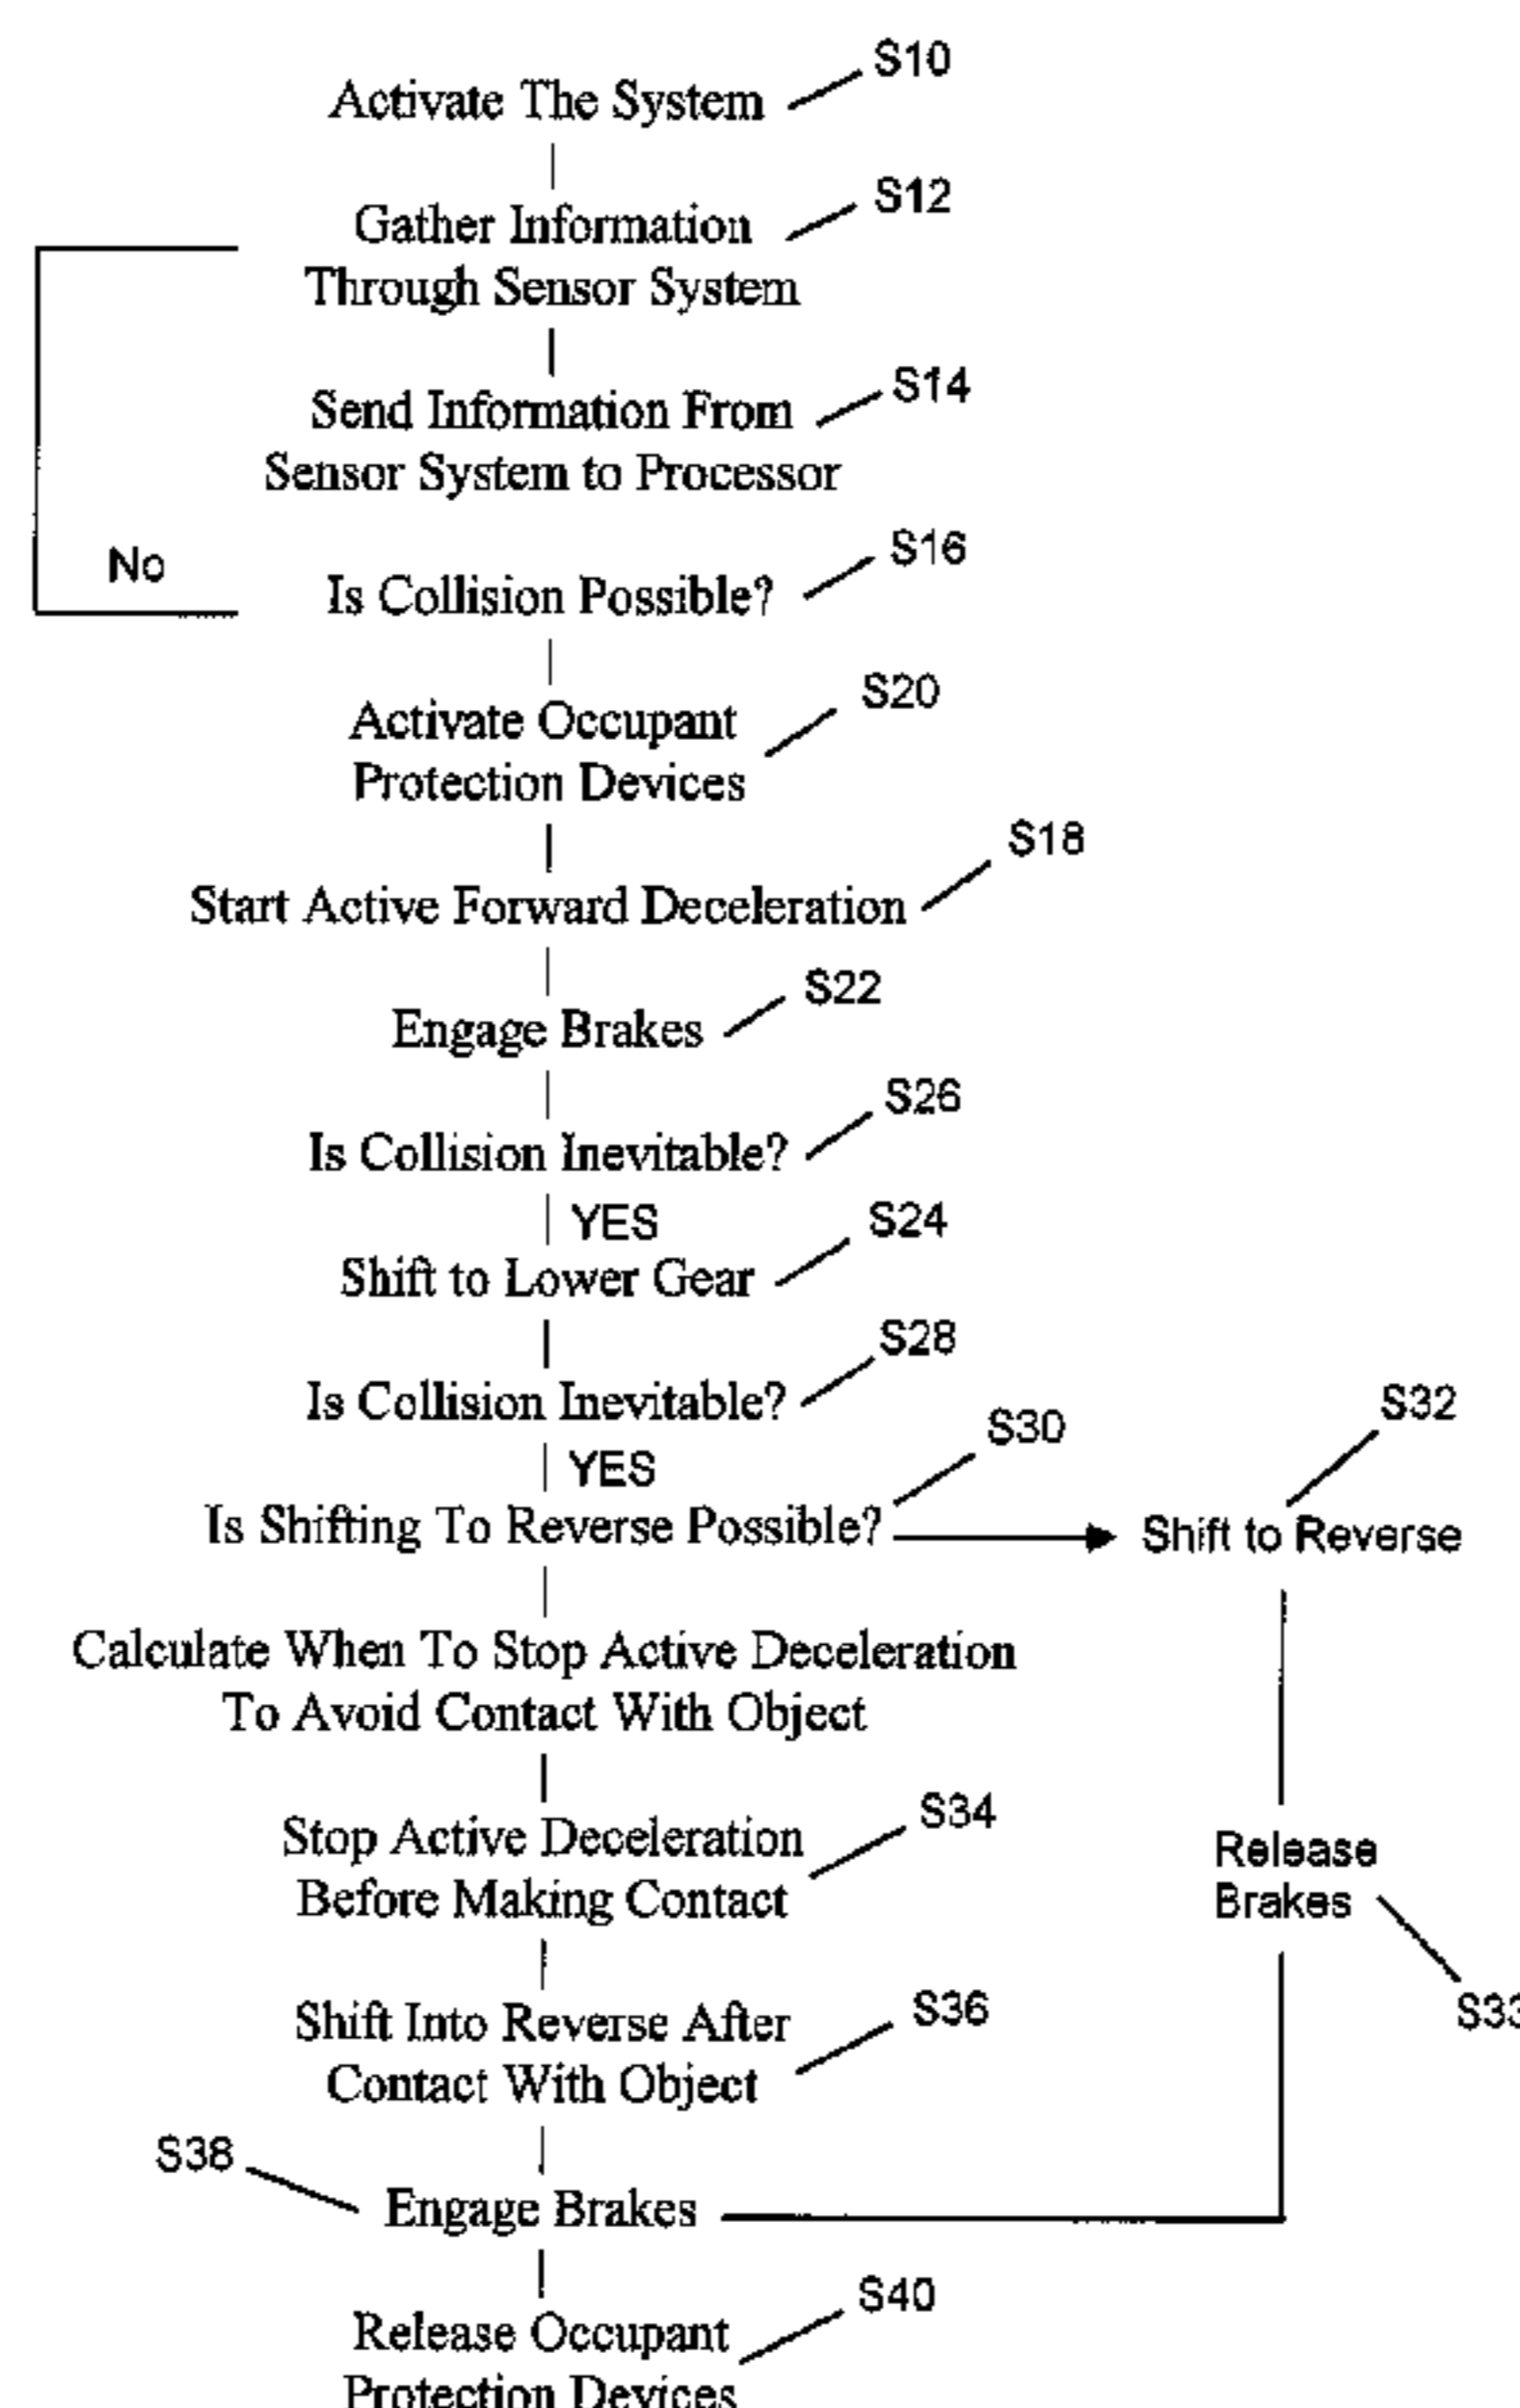 S10
Activate The System
S12
Gather Information
Through Sensor System
S14
Send Information From
Sensor System to Processor
S16
No
Is Collision Possible?
S20
Activate Occupant
Protection Devices
S18
Start Active Forward Deceleration
S22
Engage Brakes
S26
Is Collision Inevitable?
YES
S24
Shift to Lower Gear
S28
Is Collision Inevitable?
YES
S30
S32
Is Shifting To Reverse Possible?
Shift to Reverse
Calculate When To Stop Active Deceleration
To Avoid Contact With Object
S34
Stop Active Deceleration
Before Making Contact
Release
Brakes
S33
S36
Shift Into Reverse After
Contact With Object
S38
Engage Brakes
S40
Release Occupant
Protection Devices